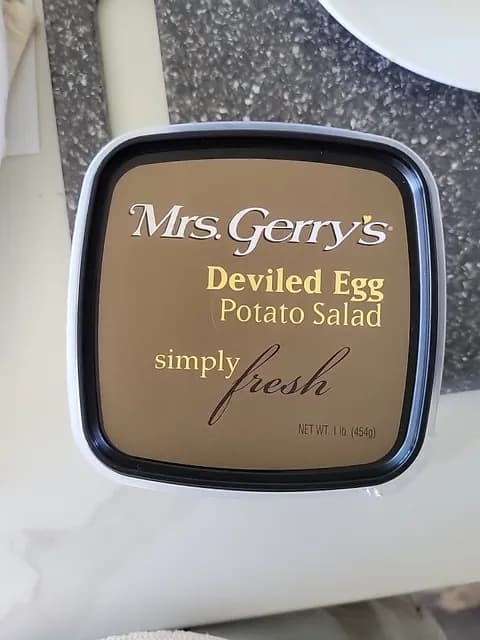 Mrs. Gerry's®
Deviled Egg
Potato Salad
simply fresh
NET WT. 1 lb. (454g)